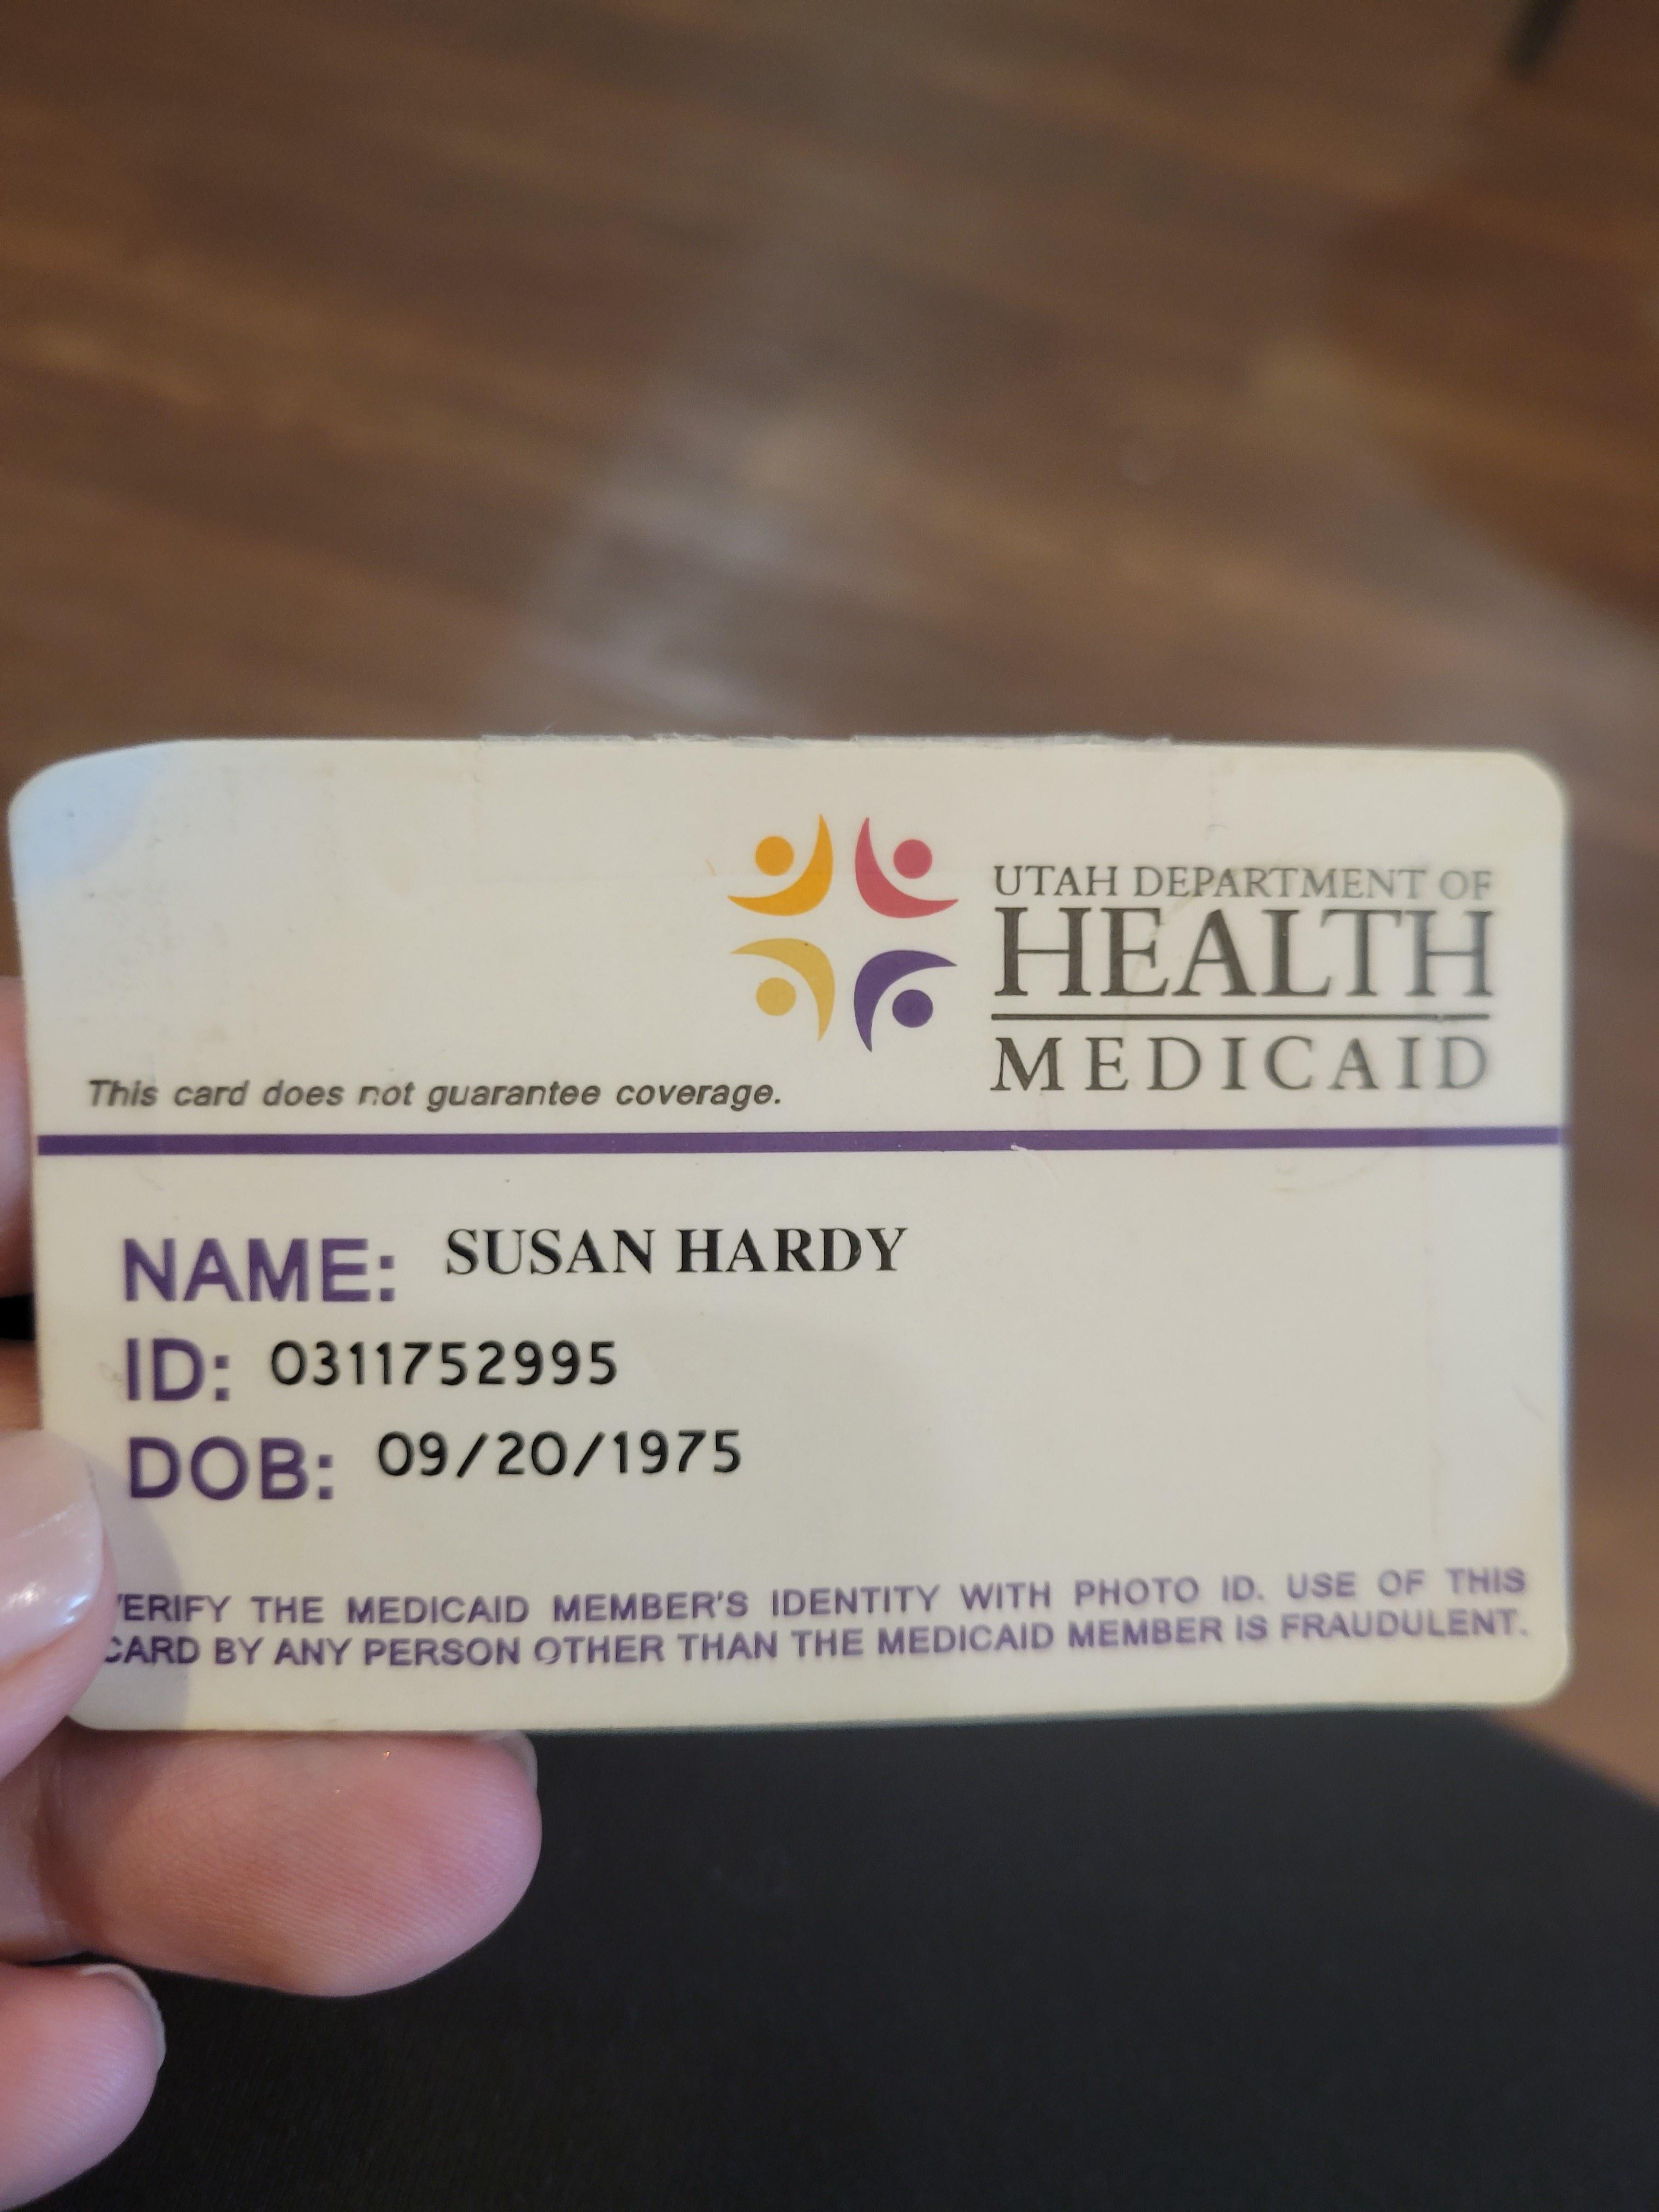 UTAH DEPARTMENT OF
HEALTH
MEDICAID
This card does not guarantee coverage.
NAME: SUSAN HARDY
ID: 0311752995
DOB: 09/20/1975
VERIFY THE MEDICAID MEMBER'S IDENTITY WITH PHOTO ID. USE OF THIS
CARD BY ANY PERSON OTHER THAN THE MEDICAID MEMBER IS FRAUDULENT.